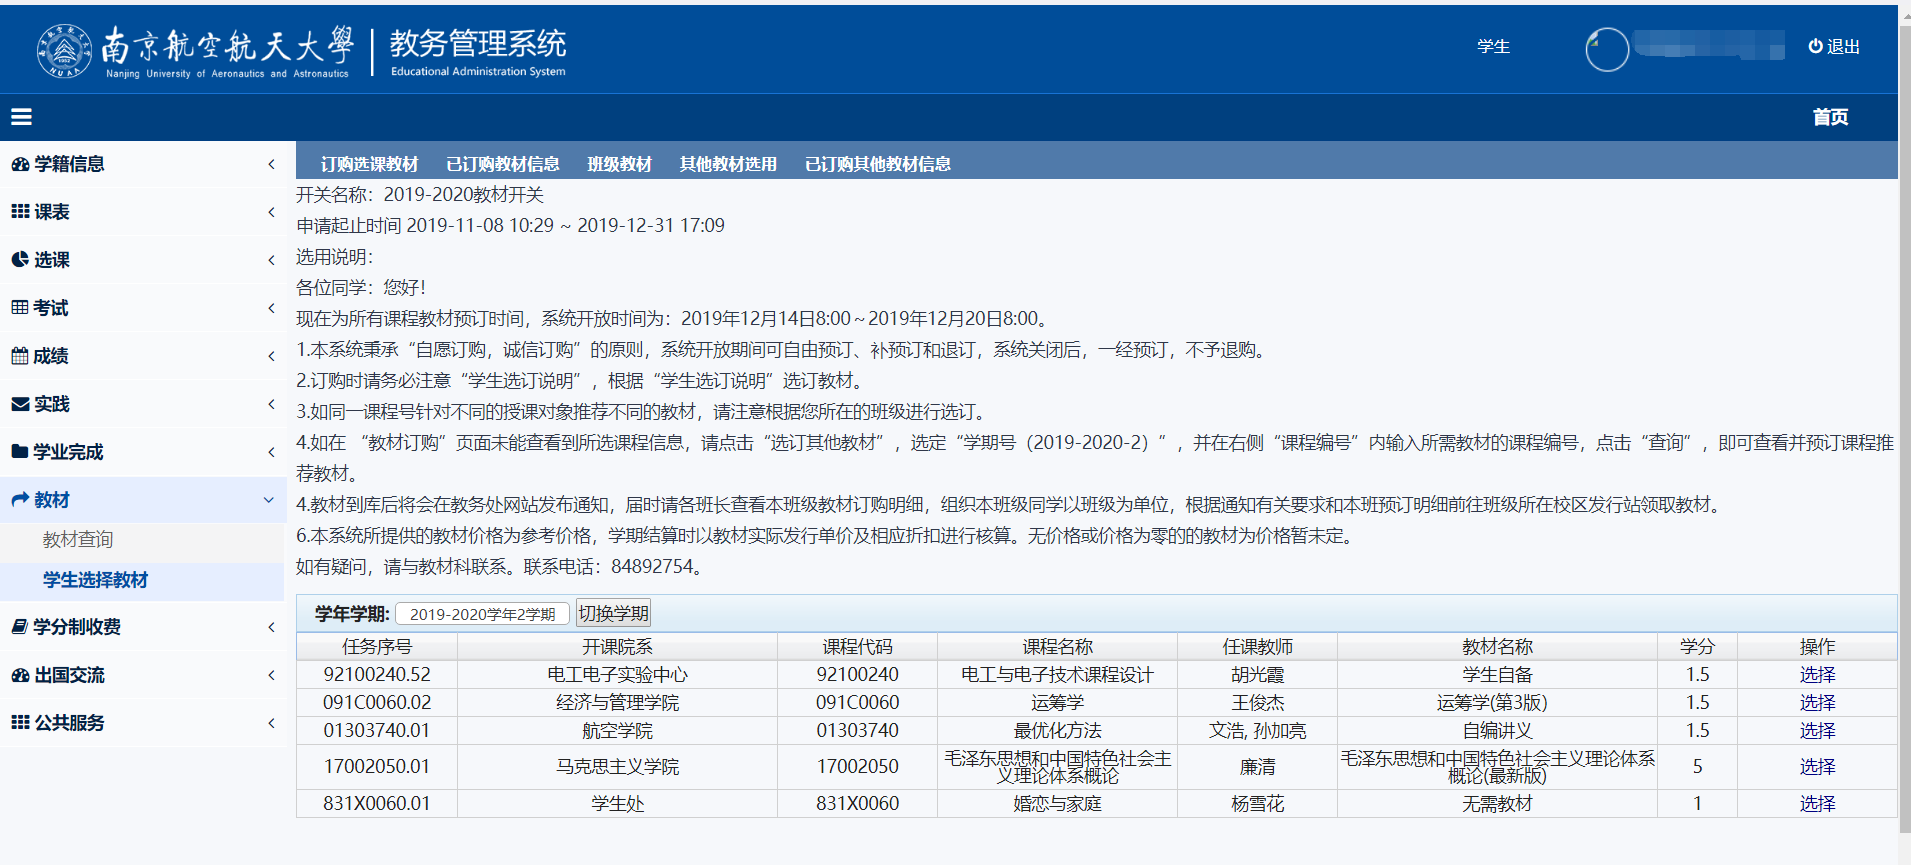 南京航空航天大學
Nanjing University of Aeronautics and Astronautics
教务管理系统
Educational Administration System
学生
退出
首页
学籍信息
课表
选课
考试
成绩
实践
学业完成
教材
教材查询
学生选择教材
学分制收费
出国交流
公共服务
订购选课教材 已订购教材信息 班级教材 其他教材选用 已订购其他教材信息
开关名称：2019-2020教材开关
申请起止时间 2019-11-08 10:29 ~ 2019-12-31 17:09
选用说明：
各位同学：您好！
现在为所有课程教材预订时间，系统开放时间为：2019年12月14日8:00～2019年12月20日8:00。
1.本系统秉承“自愿订购，诚信订购”的原则，系统开放期间可自由预订、补预订和退订，系统关闭后，一经预订，不予退购。
2.订购时请务必注意“学生选订说明”，根据“学生选订说明”选订教材。
3.如同一课程号针对不同的授课对象推荐不同的教材，请注意根据您所在的班级进行选订。
4.如在 “教材订购”页面未能查看到所选课程信息，请点击“选订其他教材”，选定“学期号（2019-2020-2）”，并在右侧“课程编号”内输入所需教材的课程编号，点击“查询”，即可查看并预订课程推
荐教材。
4.教材到库后将会在教务处网站发布通知，届时请各班长查看本班级教材订购明细，组织本班级同学以班级为单位，根据通知有关要求和本班预订明细前往班级所在校区发行站领取教材。
6.本系统所提供的教材价格为参考价格，学期结算时以教材实际发行单价及相应折扣进行核算。无价格或价格为零的的教材为价格暂未定。
如有疑问，请与教材科联系。联系电话：84892754。
学年学期: 2019-2020学年2学期 切换学期
任务序号 开课院系 课程代码 课程名称 任课教师 教材名称 学分 操作
92100240.52 电工电子实验中心 92100240 电工与电子技术课程设计 胡光霞 学生自备 1.5 选择
091C0060.02 经济与管理学院 091C0060 运筹学 王俊杰 运筹学(第3版) 1.5 选择
01303740.01 航空学院 01303740 最优化方法 文浩, 孙加亮 自编讲义 1.5 选择
17002050.01 马克思主义学院 17002050 毛泽东思想和中国特色社会主义理论体系概论 廉清 毛泽东思想和中国特色社会主义理论体系概论(最新版) 5 选择
831X0060.01 学生处 831X0060 婚恋与家庭 杨雪花 无需教材 1 选择